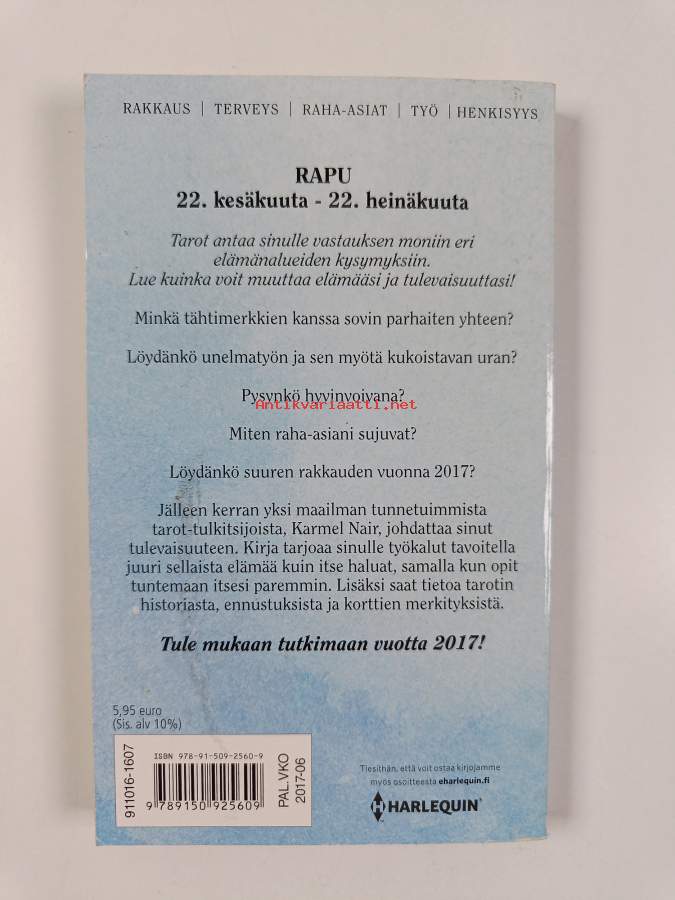 RAKKAUS | TERVEYS | RAHA-ASIAT | TYÖ | HENKISYYS
RAPU
22. kesäkuuta - 22. heinäkuuta
Tarot antaa sinulle vastauksen moniin eri
elämänalueiden kysymyksiin.
Lue kuinka voit muuttaa elämääsi ja tulevaisuuttasi!
Minkä tähtimerkkien kanssa sovin parhaiten yhteen?
Löydänkö unelmatyön ja sen myötä kukoistavan uran?
Pysynkö hyvinvoivana?
Antikvariaatti.net
Miten raha-asiani sujuvat?
Löydänkö suuren rakkauden vuonna 2017?
Jälleen kerran yksi maailman tunnetuimmista
tarot-tulkitsijoista, Karmel Nair, johdattaa sinut
tulevaisuuteen. Kirja tarjoaa sinulle työkalut tavoitella
juuri sellaista elämää kuin itse haluat, samalla kun opit
tuntemaan itsesi paremmin. Lisäksi saat tietoa tarotin
historiasta, ennustuksista ja korttien merkityksistä.
Tule mukaan tutkimaan vuotta 2017!
5,95 euro
(Sis. alv 10%)
911016-1607
ISBN 978-91-509-2560-9
9 789150 925609
PAL.VKO
2017-06
Tiesithän, että voit ostaa kirjojamme
myös osoitteesta eharlequin.fi
HARLEQUIN™